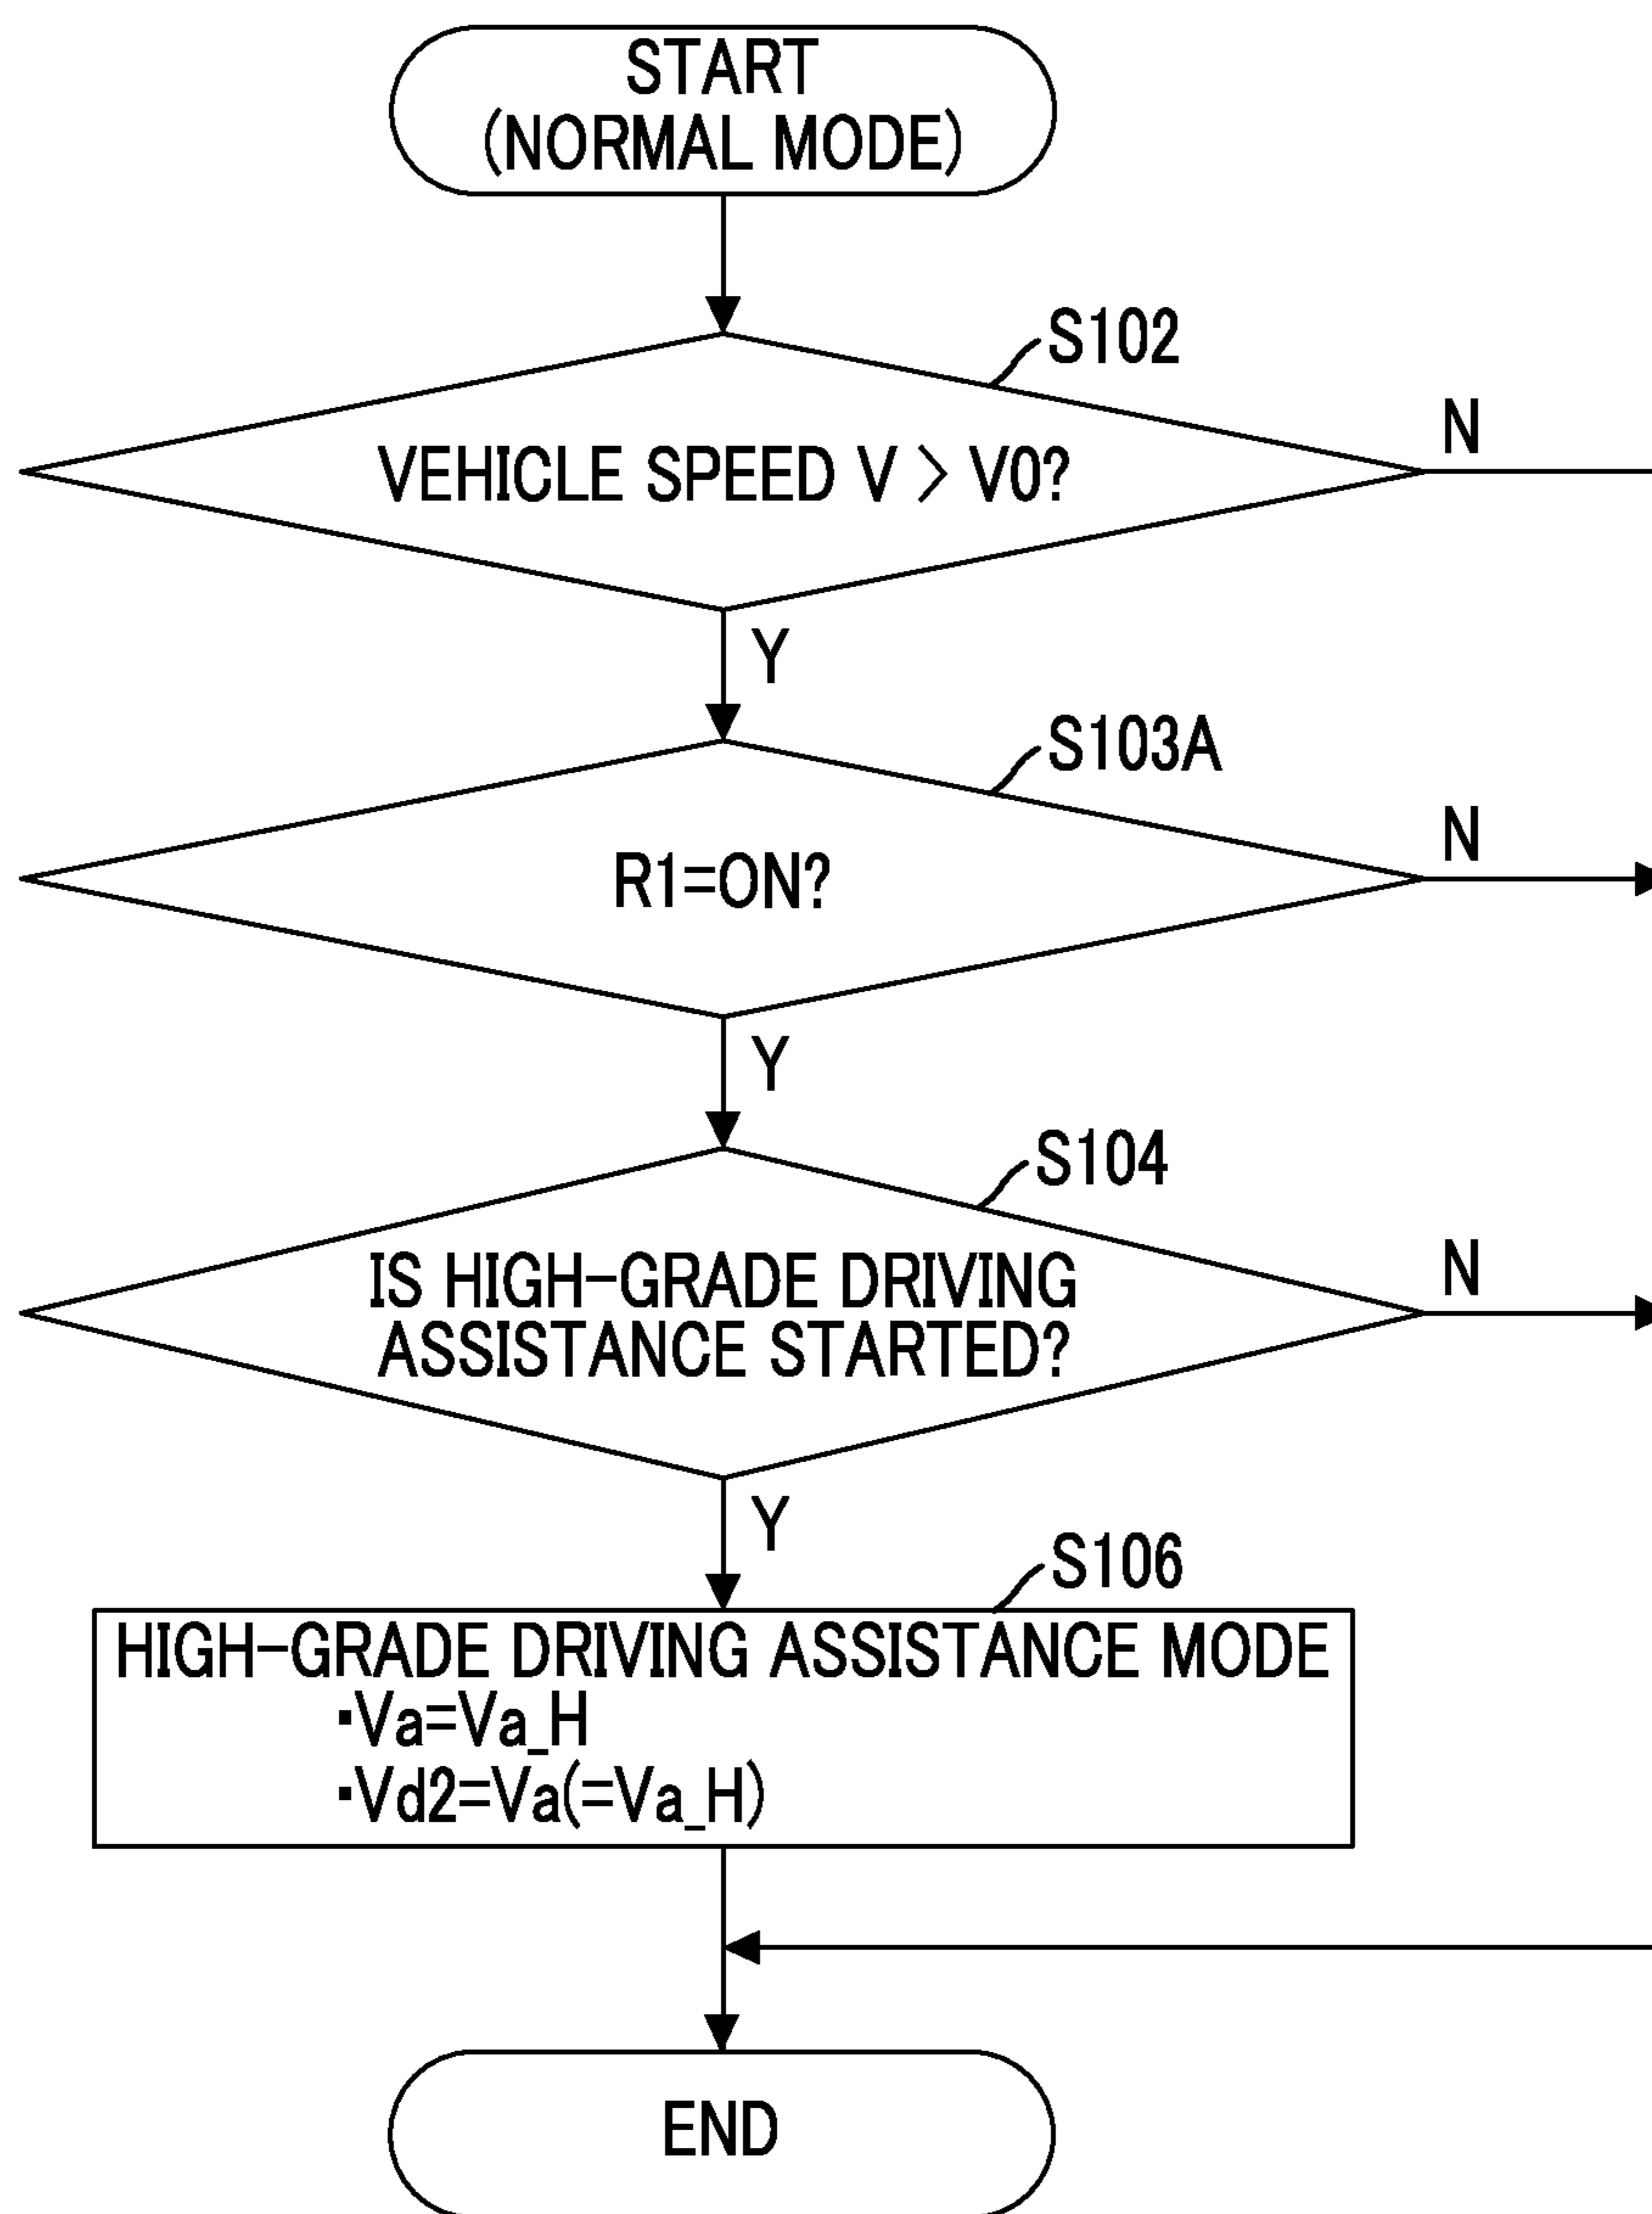 START
(NORMAL MODE)
S102
VEHICLE SPEED V > V0?
N
Y
S103A
R1=ON?
N
Y
S104
IS HIGH-GRADE DRIVING
ASSISTANCE STARTED?
N
Y
S106
HIGH-GRADE DRIVING ASSISTANCE MODE
▪Va=Va_H
▪Vd2=Va(=Va_H)
END